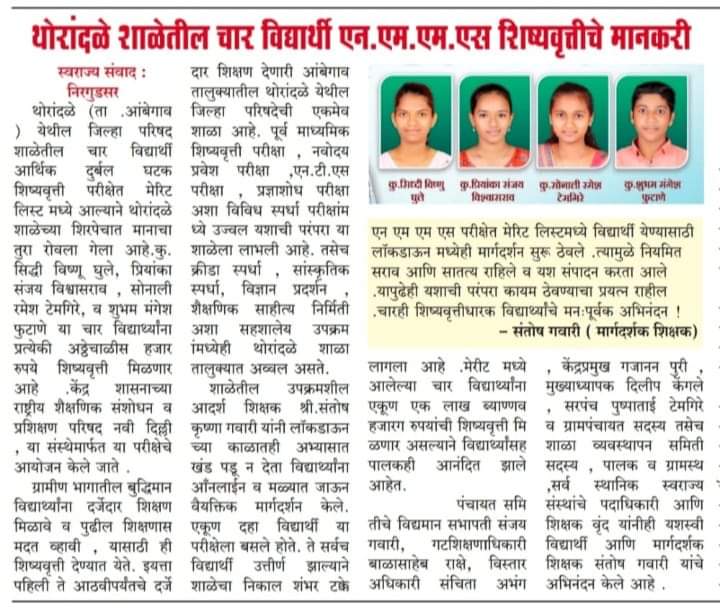 थोरांदळे शाळेतील चार विद्यार्थी एन.एम.एम.एस शिष्यवृत्तीचे मानकरी
स्वराज्य संवाद :
निरगुडसर
थोरांदळे (ता .आंबेगाव
) येथील जिल्हा परिषद
शाळेतील चार विद्यार्थी
आर्थिक दुर्बल घटक
शिष्यवृत्ती परीक्षेत मेरिट
लिस्ट मध्ये आल्याने थोरांदळे
शाळेच्या शिरपेचात मानाचा
तुरा रोवला गेला आहे.कु.
सिद्धी विष्णू घुले, प्रियांका
संजय विश्वासराव , सोनाली
रमेश टेमगिरे, व शुभम मंगेश
फुटाणे या चार विद्यार्थ्यांना
प्रत्येकी अठ्ठेचाळीस हजार
रुपये शिष्यवृत्ती मिळणार
आहे .केंद्र शासनाच्या
राष्ट्रीय शैक्षणिक संशोधन व
प्रशिक्षण परिषद नवी दिल्ली
, या संस्थेमार्फत या परीक्षेचे
आयोजन केले जाते .
ग्रामीण भागातील बुद्धिमान
विद्यार्थ्यांना दर्जेदार शिक्षण
मिळावे व पुढील शिक्षणास
मदत व्हावी , यासाठी ही
शिष्यवृत्ती देण्यात येते. इयत्ता
पहिली ते आठवीपर्यंतचे दर्जे
दार शिक्षण देणारी आंबेगाव
तालुक्यातील थोरांदळे येथील
जिल्हा परिषदेची एकमेव
शाळा आहे. पूर्व माध्यमिक
शिष्यवृत्ती परीक्षा , नवोदय
प्रवेश परीक्षा ,एन.टी.एस
परीक्षा , प्रज्ञाशोध परीक्षा
अशा विविध स्पर्धा परीक्षांम
ध्ये उज्वल यशाची परंपरा या
शाळेला लाभली आहे. तसेच
क्रीडा स्पर्धा , सांस्कृतिक
स्पर्धा, विज्ञान प्रदर्शन ,
शैक्षणिक साहित्य निर्मिती
अशा सहशालेय उपक्रम
ांमध्येही थोरांदळे शाळा
तालुक्यात अव्वल असते.
शाळेतील उपक्रमशील
आदर्श शिक्षक श्री.संतोष
कृष्णा गवारी यांनी लॉकडाऊन
च्या काळातही अभ्यासात
खंड पडू न देता विद्यार्थ्यांना
ऑनलाईन व मळ्यात जाऊन
वैयक्तिक मार्गदर्शन केले.
एकूण दहा विद्यार्थी या
परीक्षेला बसले होते. ते सर्वच
विद्यार्थी उत्तीर्ण झाल्याने
शाळेचा निकाल शंभर टक्के
कु.सिध्दी विष्णु
घुले
कु.प्रियांका संजय
विश्वासराव
कु.सोनाली रमेश
टेमगिरे
कु.शुभम मंगेश
फुटाणे
एन एम एम एस परीक्षेत मेरिट लिस्टमध्ये विद्यार्थी येण्यासाठी
लॉकडाऊन मध्येही मार्गदर्शन सुरू ठेवले .त्यामुळे नियमित
सराव आणि सातत्य राहिले व यश संपादन करता आले
.यापुढेही यशाची परंपरा कायम ठेवण्याचा प्रयत्न राहील
.चारही शिष्यवृत्तीधारक विद्यार्थ्यांचे मनःपूर्वक अभिनंदन !
– संतोष गवारी ( मार्गदर्शक शिक्षक)
लागला आहे .मेरीट मध्ये
आलेल्या चार विद्यार्थ्यांना
एकूण एक लाख ब्याणणव
हजारग रुपयांची शिष्यवृत्ती मि
ळणार असल्याने विद्यार्थ्यांसह
पालकही आनंदित झाले
आहेत.
पंचायत समि
तीचे विद्यमान सभापती संजय
गवारी, गटशिक्षणाधिकारी
बाळासाहेब राक्षे, विस्तार
अधिकारी संचिता अभंग
, केंद्रप्रमुख गजानन पुरी ,
मुख्याध्यापक दिलीप केंगले
, सरपंच पुष्पाताई टेमगिरे
व ग्रामपंचायत सदस्य तसेच
शाळा व्यवस्थापन समिती
सदस्य , पालक व ग्रामस्थ
,सर्व स्थानिक स्वराज्य
संस्थांचे पदाधिकारी आणि
शिक्षक वृंद यांनीही यशस्वी
विद्यार्थी आणि मार्गदर्शक
शिक्षक संतोष गवारी यांचे
अभिनंदन केले आहे .